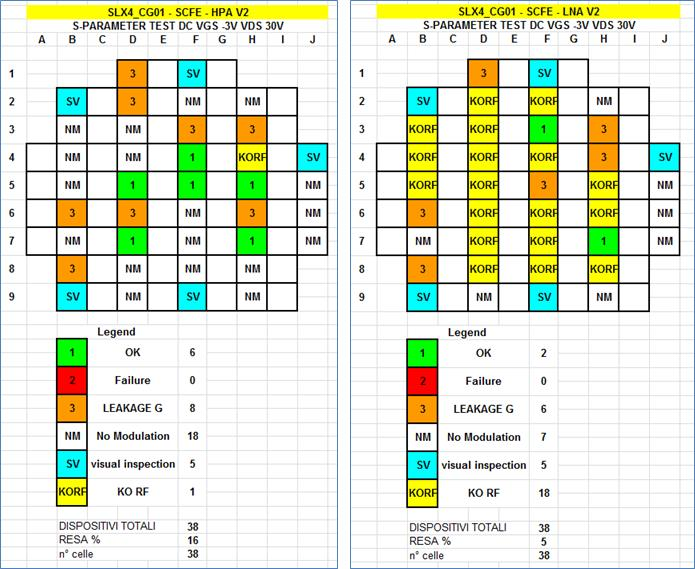 SLX4_CG01 - SCFE - HPA V2
S-PARAMETER TEST DC VGS -3V VDS 30V
A B C D E F G H I J
1 3 SV
2 SV 3 NM NM
3 NM NM 3 3
4 NM NM 1 KORF SV
5 NM 1 1 1 NM
6 3 3 NM 3 NM
7 NM 1 NM 1 NM
8 3 NM NM NM
9 SV NM SV NM
Legend
1 OK 6
2 Failure 0
3 LEAKAGE G 8
NM No Modulation 18
SV visual inspection 5
KORF KO RF 1
DISPOSITIVI TOTALI 38
RESA % 16
n° celle 38
SLX4_CG01 - SCFE - LNA V2
S-PARAMETER TEST DC VGS -3V VDS 30V
A B C D E F G H I J
1 3 SV
2 SV KORF KORF NM
3 KORF KORF 1 3
4 KORF KORF KORF 3 SV
5 KORF KORF 3 KORF NM
6 3 KORF KORF KORF NM
7 NM KORF KORF 1 NM
8 3 KORF KORF KORF
9 SV NM SV NM
Legend
1 OK 2
2 Failure 0
3 LEAKAGE G 6
NM No Modulation 7
SV visual inspection 5
KORF KO RF 18
DISPOSITIVI TOTALI 38
RESA % 5
n° celle 38